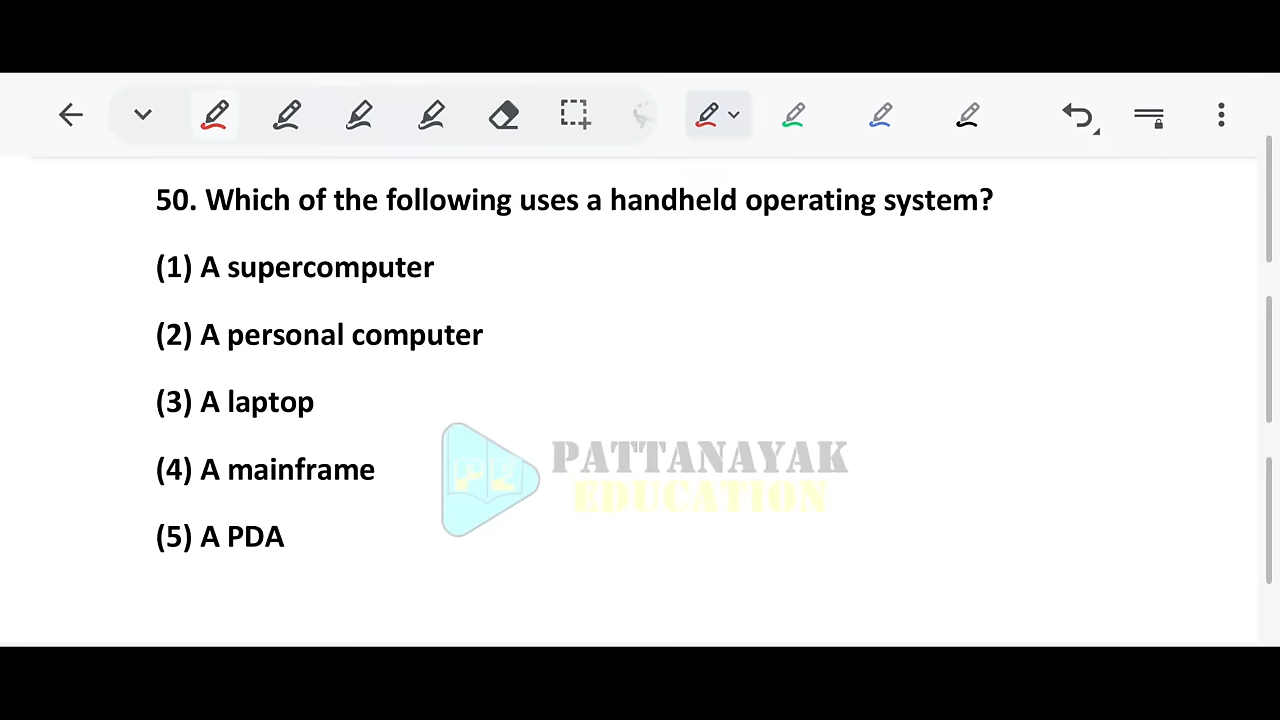 50. Which of the following uses a handheld operating system?
(1) A supercomputer
(2) A personal computer
(3) A laptop
(4) A mainframe
(5) A PDA
PATTANAYAK
EDUCATION